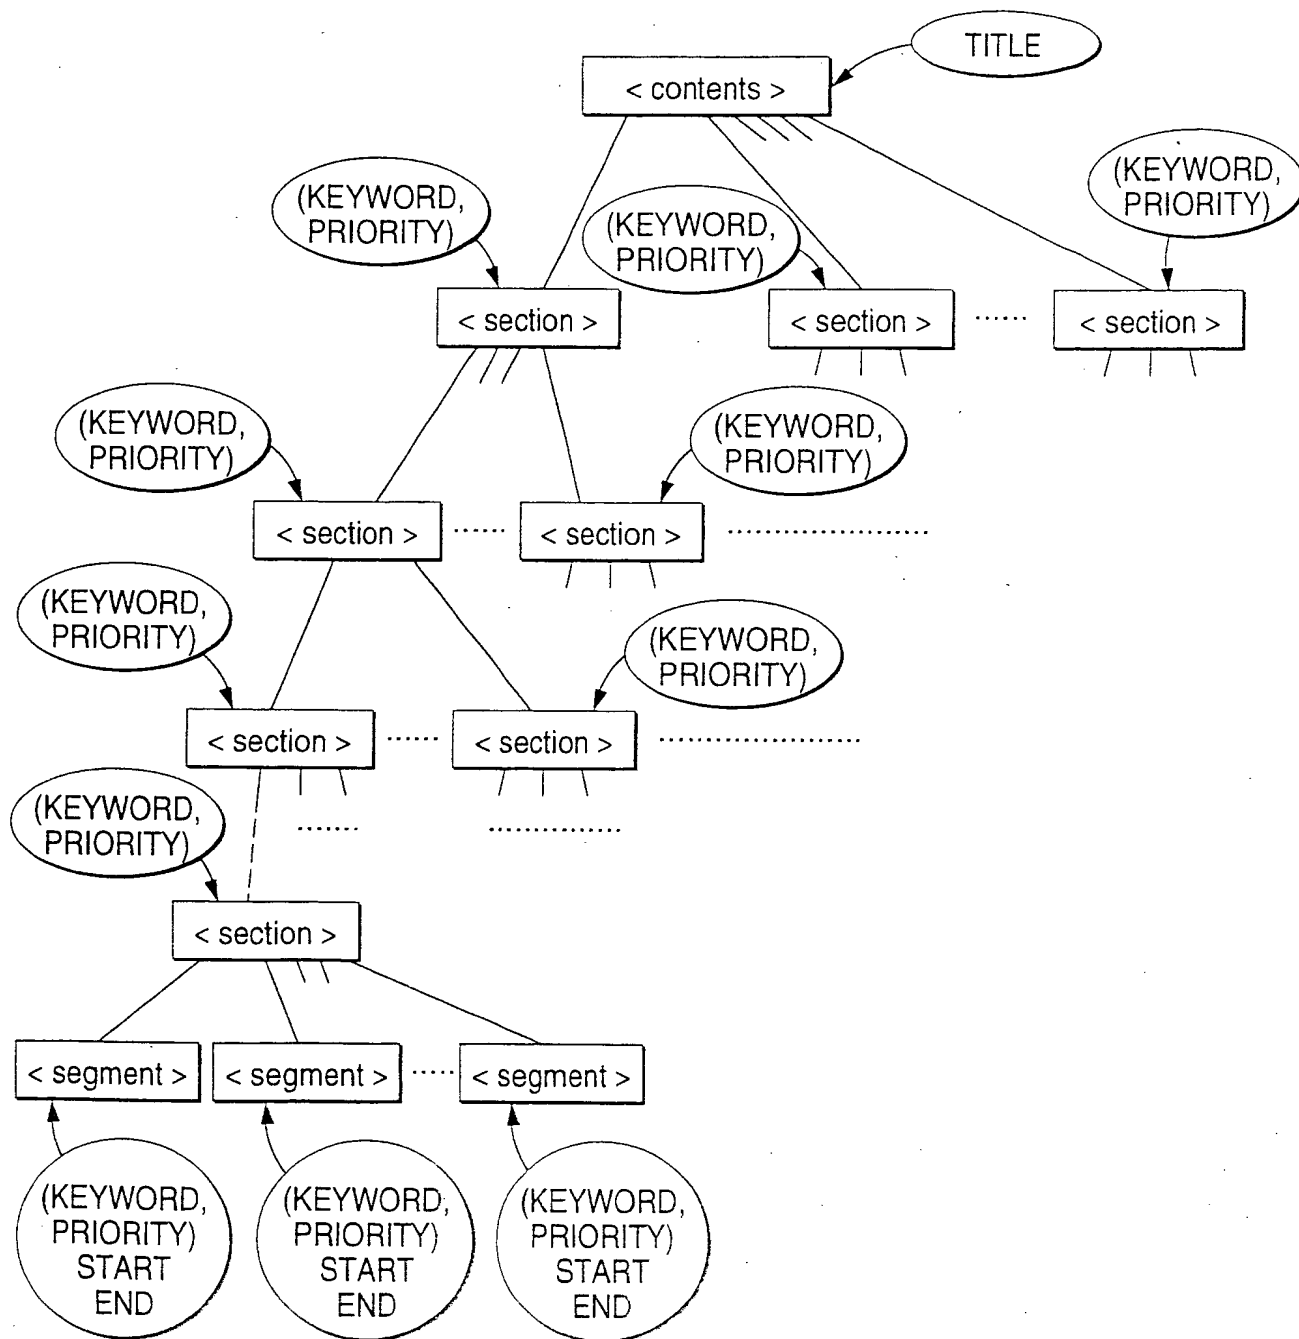 TITLE
< contents >
(KEYWORD,
PRIORITY)
(KEYWORD,
PRIORITY)
(KEYWORD,
PRIORITY)
< section >
< section >
......
< section >
(KEYWORD,
PRIORITY)
(KEYWORD,
PRIORITY)
< section >
......
< section >
(KEYWORD,
PRIORITY)
(KEYWORD,
PRIORITY)
< section >
......
< section >
(KEYWORD,
PRIORITY)
< section >
< segment >
< segment >
.....
< segment >
(KEYWORD,
PRIORITY)
START
END
(KEYWORD,
PRIORITY)
START
END
(KEYWORD,
PRIORITY)
START
END